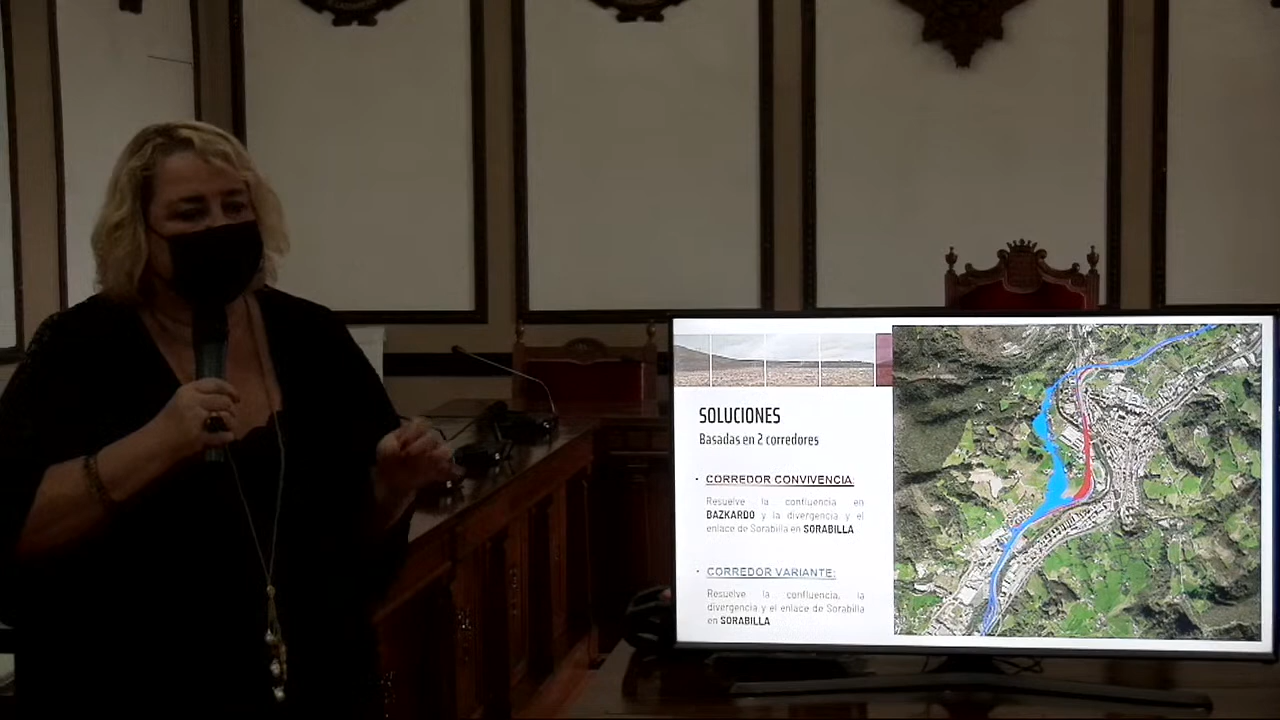 SOLUCIONES
Basadas en 2 corredores
· CORREDOR CONVIVENCIA:
Resuelve la confluencia en
BAZKARDO y la divergencia y el
enlace de Sorabilla en SORABILLA
· CORREDOR VARIANTE:
Resuelve la confluencia, la
divergencia y el enlace de Sorabilla
en SORABILLA